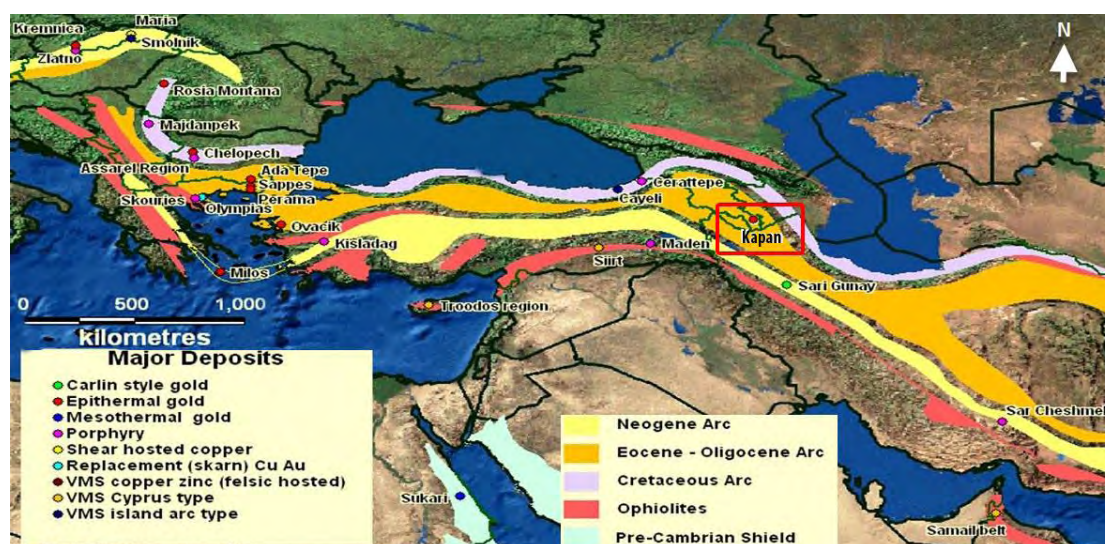 Maria
Kremnica
Smolnik
Zlatno
Rosia Montana
Majdanpek
Chelopech
Assarel Region
Ada Tepe
Sappes
Perama
Skouries
Olympias
Ovacik
Kisladag
Milos
Cerattepe
Cayeli
Kapan
Maden
Siirt
Sari Gunay
Troodos region
Sar Cheshmeh
Sukari
Samail belt
N
0 500 1,000
kilometres
Major Deposits
Carlin style gold
Epithermal gold
Mesothermal gold
Porphyry
Shear hosted copper
Replacement (skarn) Cu Au
VMS copper zinc (felsic hosted)
VMS Cyprus type
VMS island arc type
Neogene Arc
Eocene - Oligocene Arc
Cretaceous Arc
Ophiolites
Pre-Cambrian Shield